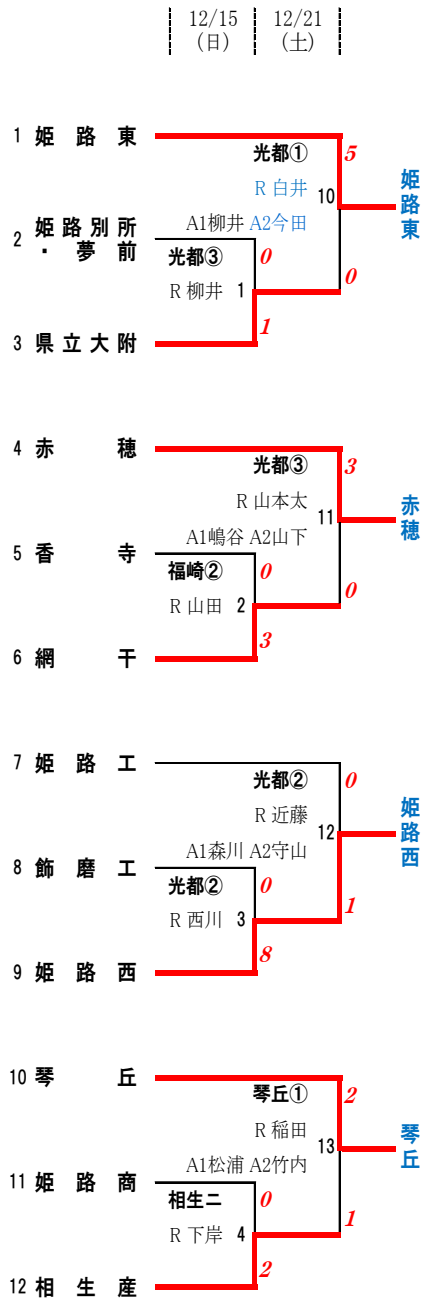 12/15 12/21
(日) (土)
1 姫路東
光都① 5
R 白井 10
姫路東
A1柳井 A2今田
2 姫路別所・夢前
光都③ 0 0
R 柳井 1
1
3 県立大附
4 赤穂
光都③ 3
R 山本太 11
赤穂
A1嶋谷 A2山下
5 香寺
福崎② 0 0
R 山田 2
3
6 網干
7 姫路工
光都② 0
R 近藤 12
姫路西
A1森川 A2守山
8 飾磨工
光都② 0 1
R 西川 3
8
9 姫路西
10 琴丘
琴丘① 2
R 稲田 13
琴丘
A1松浦 A2竹内
11 姫路商
相生ニ 0 1
R 下岸 4
2
12 相生産